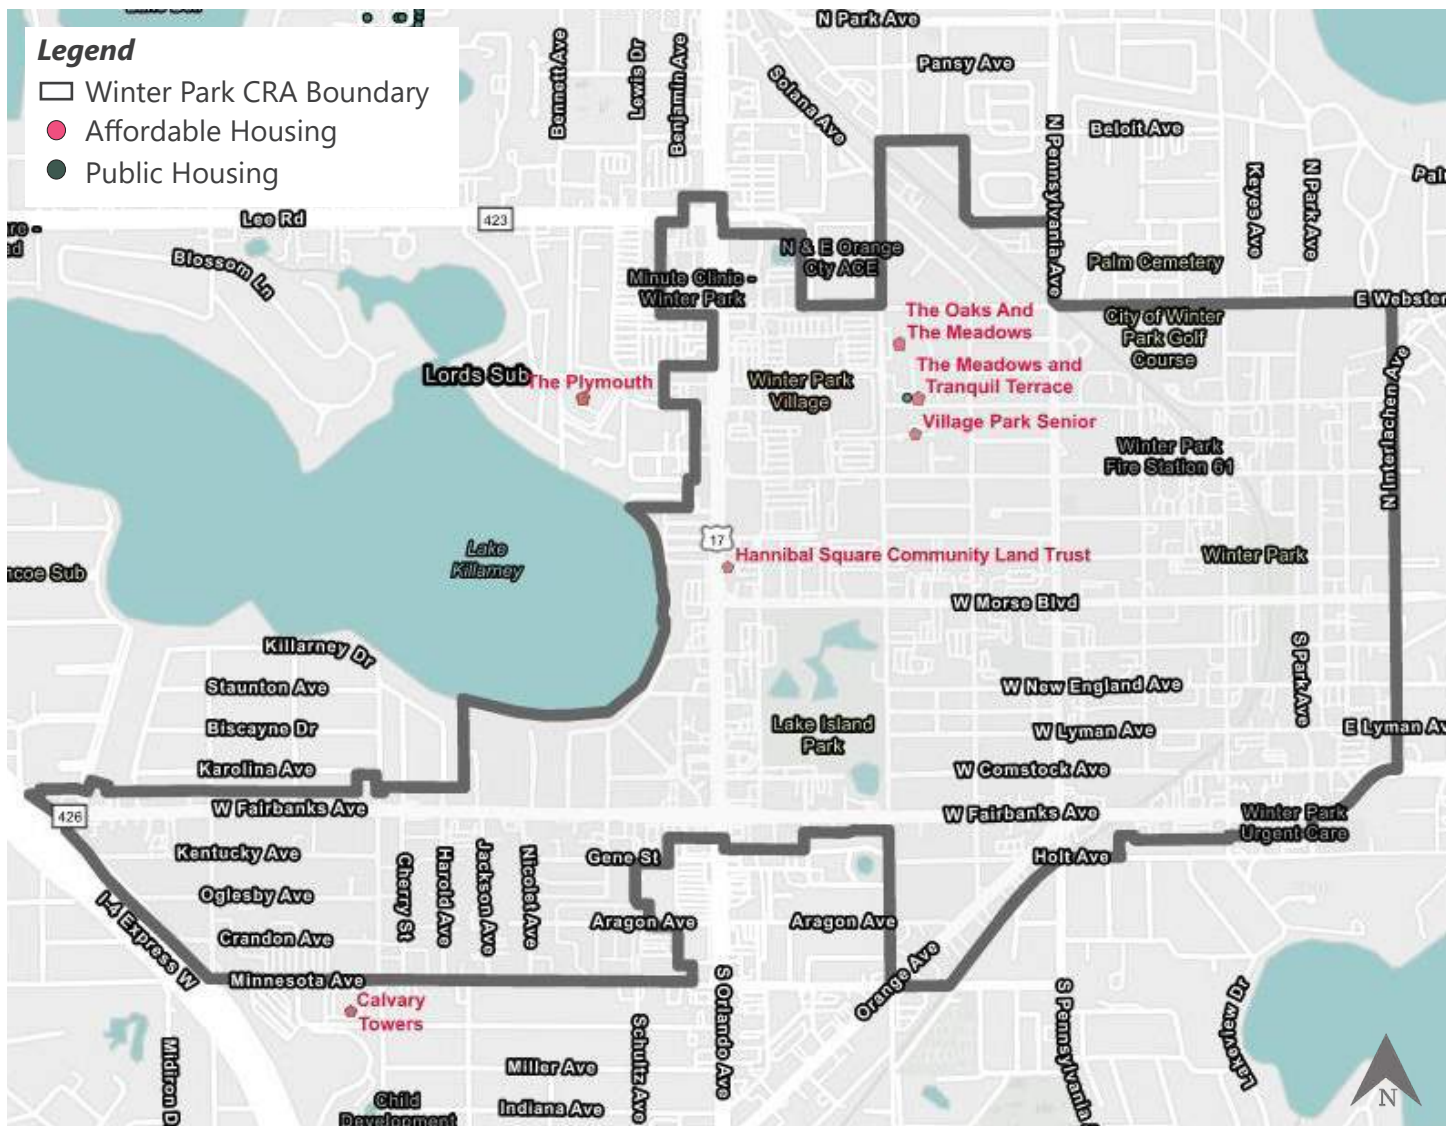 Legend
Winter Park CRA Boundary
Affordable Housing
Public Housing
N Park Ave
Pansy Ave
Solana Ave
Bennett Ave
Lewis Dr
Benjamin Ave
Beloit Ave
N Pennsylvania Ave
Keyes Ave
N Park Ave
Lee Rd
423
Blossom Ln
N & E Orange
Cty ACE
Palm Cemetery
Minute Clinic -
Winter Park
E Webster
The Oaks And
The Meadows
City of Winter
Park Golf
Course
Lords Sub
The Plymouth
Winter Park
Village
The Meadows and
Tranquil Terrace
Village Park Senior
Winter Park
Fire Station 61
N Interlachen Ave
17
Hannibal Square Community Land Trust
Winter Park
Lake
Killarney
ncoe Sub
W Morse Blvd
Killarney Dr
Staunton Ave
W New England Ave
S Park Ave
Biscayne Dr
Lake Island
Park
W Lyman Ave
E Lyman Av
Karolina Ave
W Comstock Ave
W Fairbanks Ave
426
W Fairbanks Ave
Winter Park
Urgent Care
Kentucky Ave
Gene St
Holt Ave
Cherry St
Harold Ave
Jackson Ave
Nicolet Ave
Oglesby Ave
Aragon Ave
Aragon Ave
Crandon Ave
I-4 Express W
Minnesota Ave
Orange Ave
S Orlando Ave
S Pennsylvania
Lakeview Dr
Calvary
Towers
Midiron D
Schultz Ave
Miller Ave
Indiana Ave
Child
Development
N